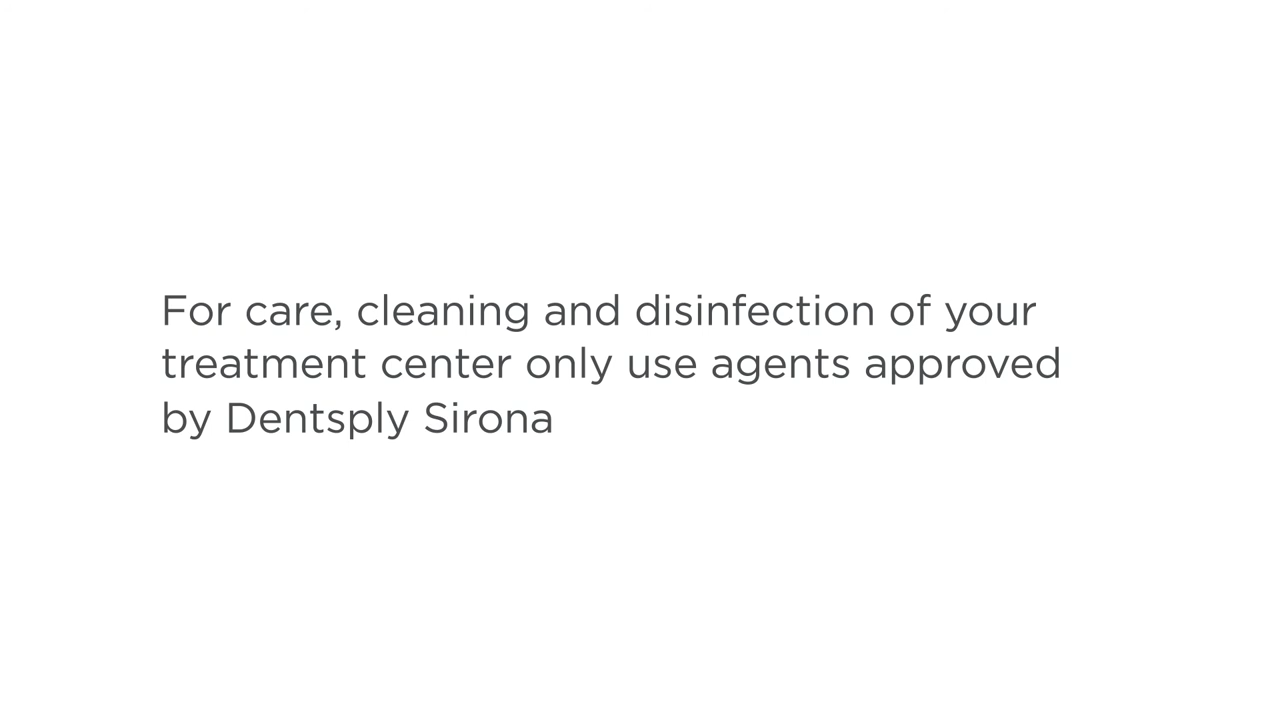 For care, cleaning and disinfection of your
treatment center only use agents approved
by Dentsply Sirona